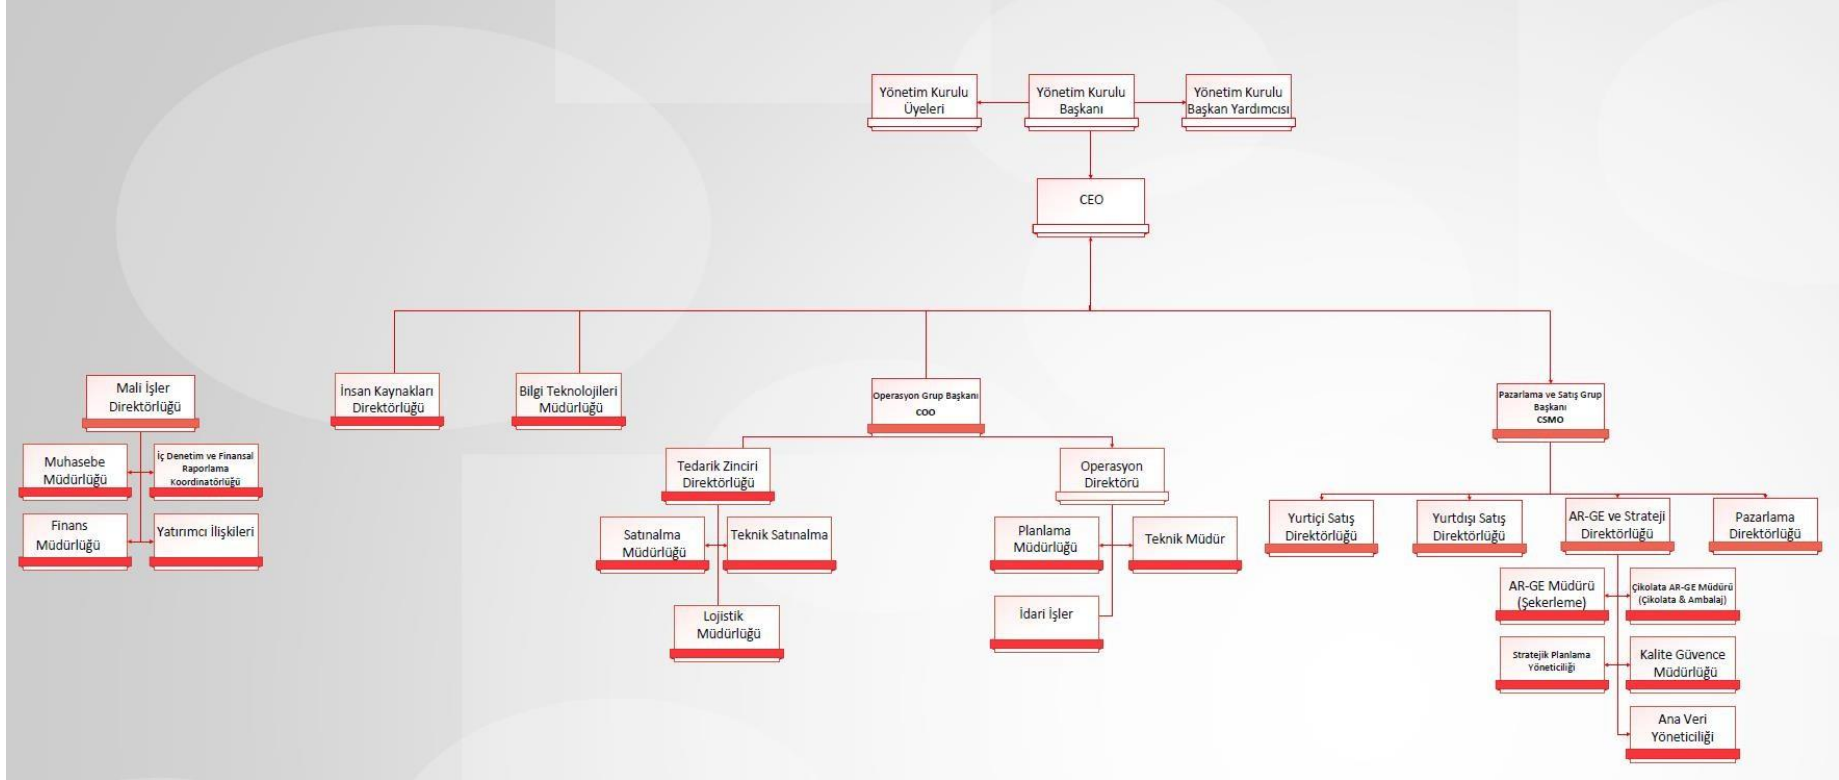 Yönetim Kurulu
Üyeleri
Yönetim Kurulu
Başkanı
Yönetim Kurulu
Başkan Yardımcısı
CEO
Mali İşler
Direktörlüğü
Muhasebe
Müdürlüğü
İç Denetim ve Finansal
Raporlama
Koordinatörlüğü
Finans
Müdürlüğü
Yatırımcı İlişkileri
İnsan Kaynakları
Direktörlüğü
Bilgi Teknolojileri
Müdürlüğü
Operasyon Grup Başkanı
COO
Tedarik Zinciri
Direktörlüğü
Satınalma
Müdürlüğü
Teknik Satınalma
Lojistik
Müdürlüğü
Operasyon
Direktörü
Planlama
Müdürlüğü
Teknik Müdür
İdari İşler
Pazarlama ve Satış Grup
Başkanı
CSMO
Yurtiçi Satış
Direktörlüğü
Yurtdışı Satış
Direktörlüğü
AR-GE ve Strateji
Direktörlüğü
Pazarlama
Direktörlüğü
AR-GE Müdürü
(Şekerleme)
Çikolata AR-GE Müdürü
(Çikolata & Ambalaj)
Stratejik Planlama
Yöneticiliği
Kalite Güvence
Müdürlüğü
Ana Veri
Yöneticiliği